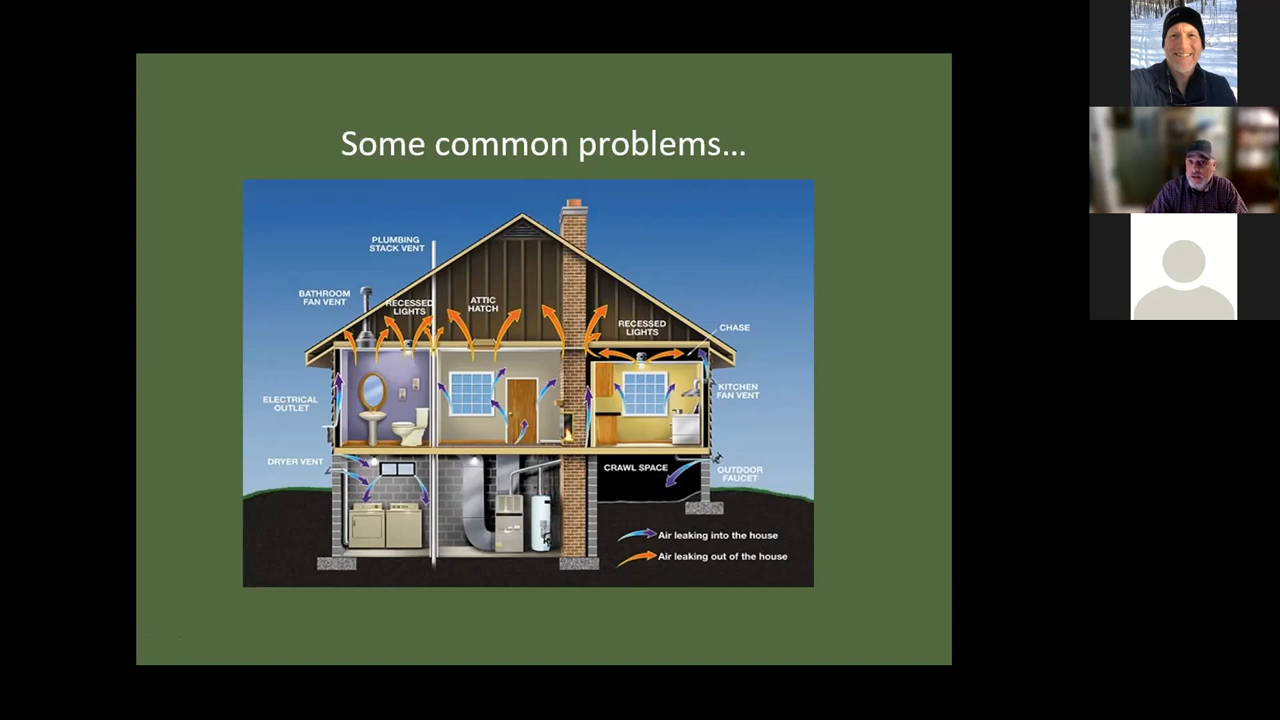 Some common problems...
PLUMBING
STACK VENT
BATHROOM
FAN VENT
RECESSED
LIGHTS
ATTIC
HATCH
RECESSED
LIGHTS
CHASE
ELECTRICAL
OUTLET
KITCHEN
FAN VENT
DRYER VENT
CRAWL SPACE
OUTDOOR
FAUCET
Air leaking into the house
Air leaking out of the house